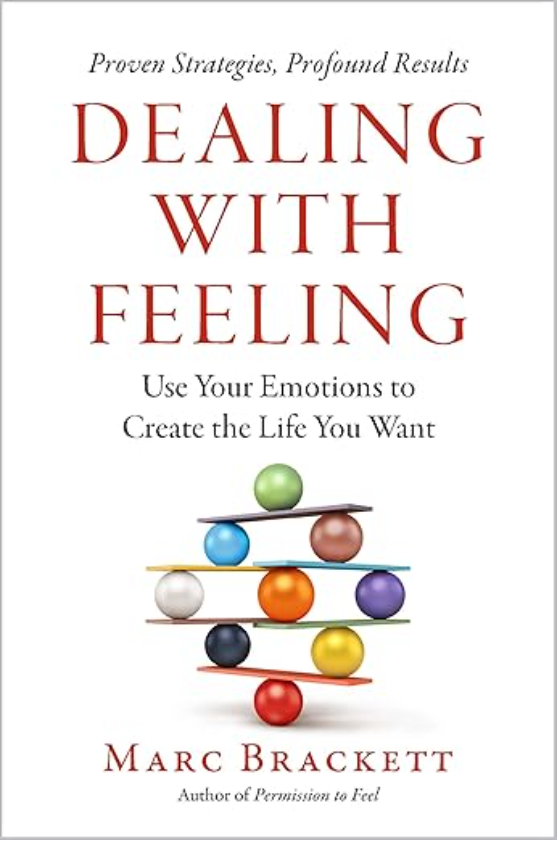 Proven Strategies, Profound Results
DEALING
WITH
FEELING
Use Your Emotions to
Create the Life You Want
MARC BRACKETT
Author of Permission to Feel